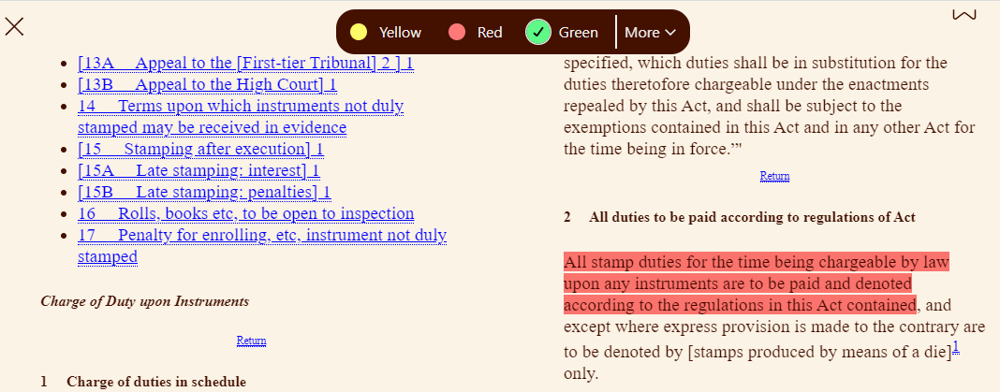 Yellow Red Green More
[13A Appeal to the [First-tier Tribunal] 2 ] 1
[13B Appeal to the High Court] 1
14 Terms upon which instruments not duly
stamped may be received in evidence
[15 Stamping after execution] 1
[15A Late stamping: interest] 1
[15B Late stamping: penalties] 1
16 Rolls, books etc, to be open to inspection
17 Penalty for enrolling, etc, instrument not duly
stamped
Charge of Duty upon Instruments
Return
1 Charge of duties in schedule
specified, which duties shall be in substitution for the
duties theretofore chargeable under the enactments
repealed by this Act, and shall be subject to the
exemptions contained in this Act and in any other Act for
the time being in force.’"
Return
2 All duties to be paid according to regulations of Act
All stamp duties for the time being chargeable by law
upon any instruments are to be paid and denoted
according to the regulations in this Act contained, and
except where express provision is made to the contrary are
to be denoted by [stamps produced by means of a die]1
only.